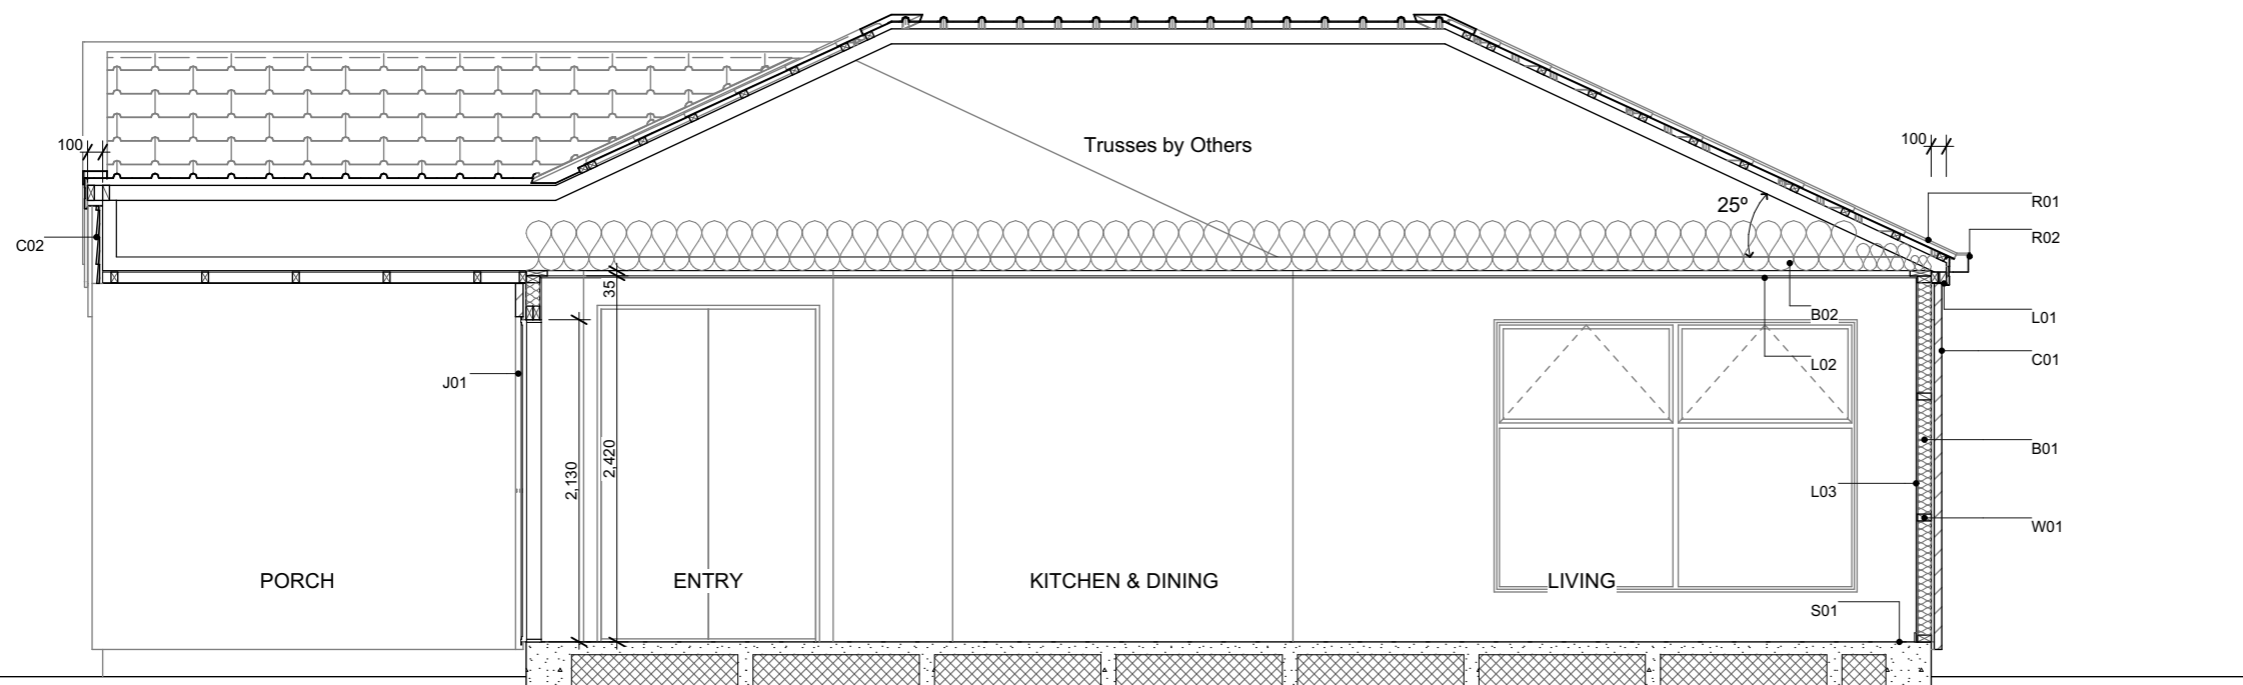 Trusses by Others
100
100
R01
25º
R02
C02
35
B02
L01
L02
C01
J01
2,420
B01
2,130
L03
W01
PORCH
ENTRY
KITCHEN & DINING
LIVING
S01